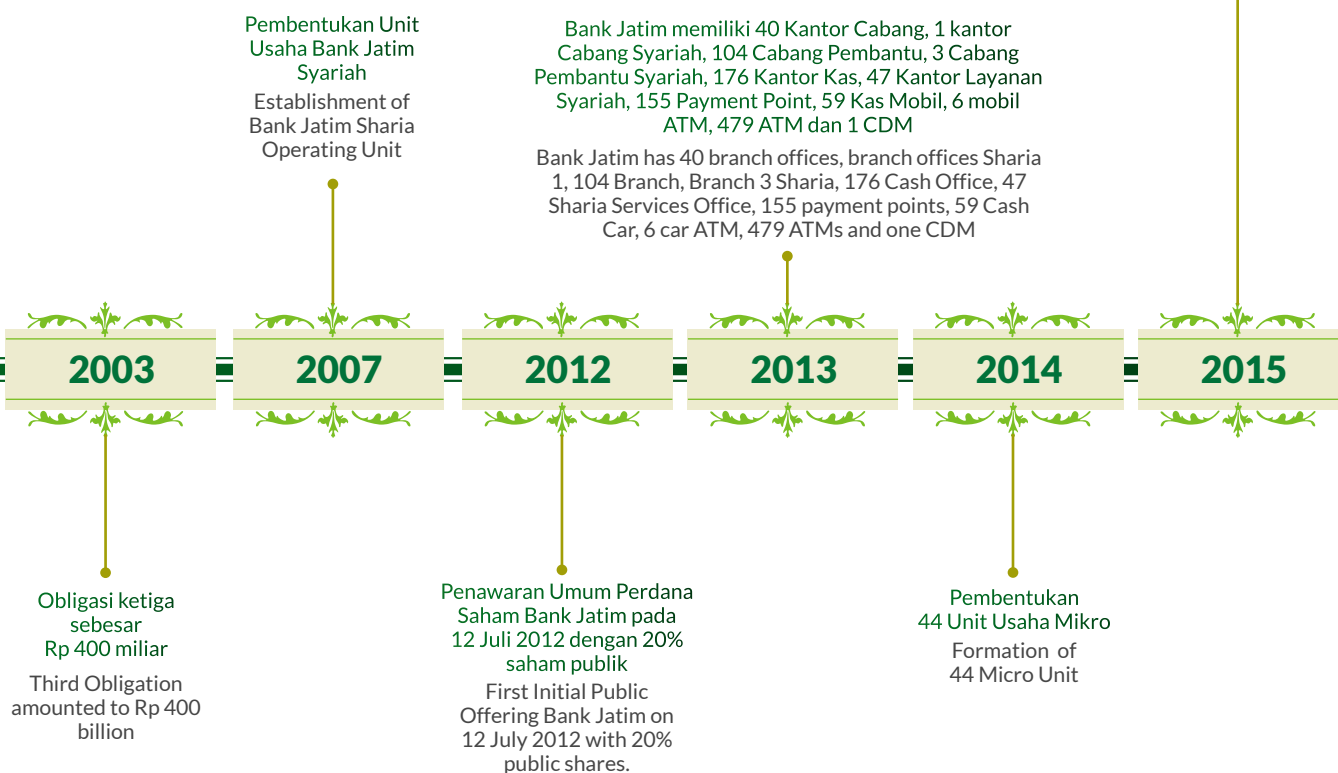 Pembentukan Unit
Usaha Bank Jatim
Syariah
Establishment of
Bank Jatim Sharia
Operating Unit
Bank Jatim memiliki 40 Kantor Cabang, 1 kantor
Cabang Syariah, 104 Cabang Pembantu, 3 Cabang
Pembantu Syariah, 176 Kantor Kas, 47 Kantor Layanan
Syariah, 155 Payment Point, 59 Kas Mobil, 6 mobil
ATM, 479 ATM dan 1 CDM
Bank Jatim has 40 branch offices, branch offices Sharia
1, 104 Branch, Branch 3 Sharia, 176 Cash Office, 47
Sharia Services Office, 155 payment points, 59 Cash
Car, 6 car ATM, 479 ATMs and one CDM
2003
2007
2012
2013
2014
2015
Obligasi ketiga
sebesar
Rp 400 miliar
Third Obligation
amounted to Rp 400
billion
Penawaran Umum Perdana
Saham Bank Jatim pada
12 Juli 2012 dengan 20%
saham publik
First Initial Public
Offering Bank Jatim on
12 July 2012 with 20%
public shares.
Pembentukan
44 Unit Usaha Mikro
Formation of
44 Micro Unit